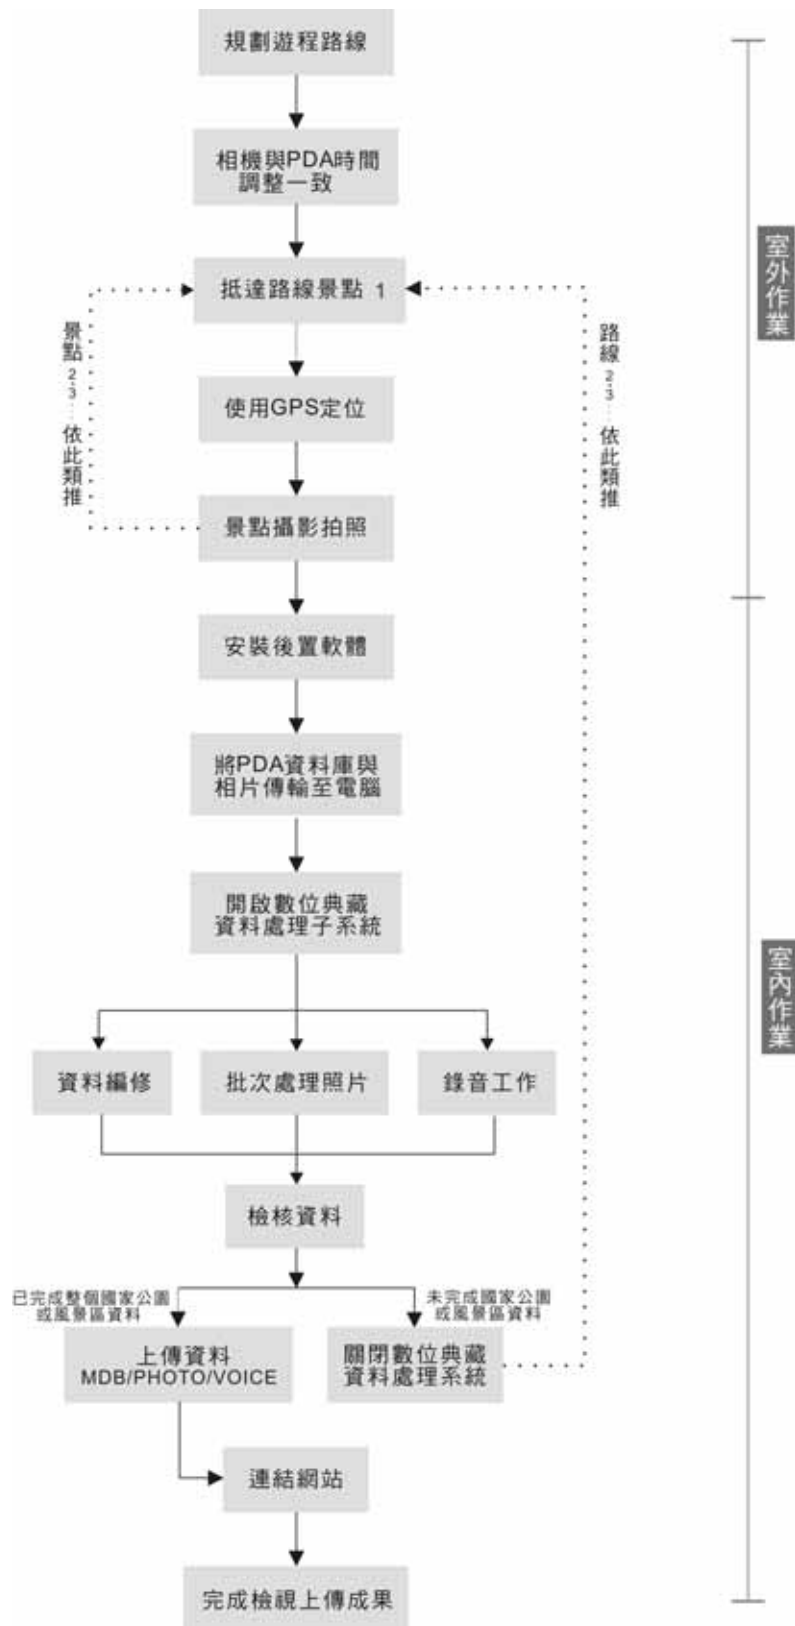 規劃遊程路線
相機與PDA時間
調整一致
抵達路線景點 1
使用GPS定位
景點攝影拍照
景點 2、3…… 依此類推
路線 2、3…… 依此類推
室外作業
安裝後置軟體
將PDA資料庫與
相片傳輸至電腦
開啟數位典藏
資料處理子系統
資料編修
批次處理照片
錄音工作
檢核資料
已完成整個國家公園
或風景區資料
未完成國家公園
或風景區資料
上傳資料
MDB/PHOTO/VOICE
關閉數位典藏
資料處理系統
連結網站
完成檢視上傳成果
室內作業